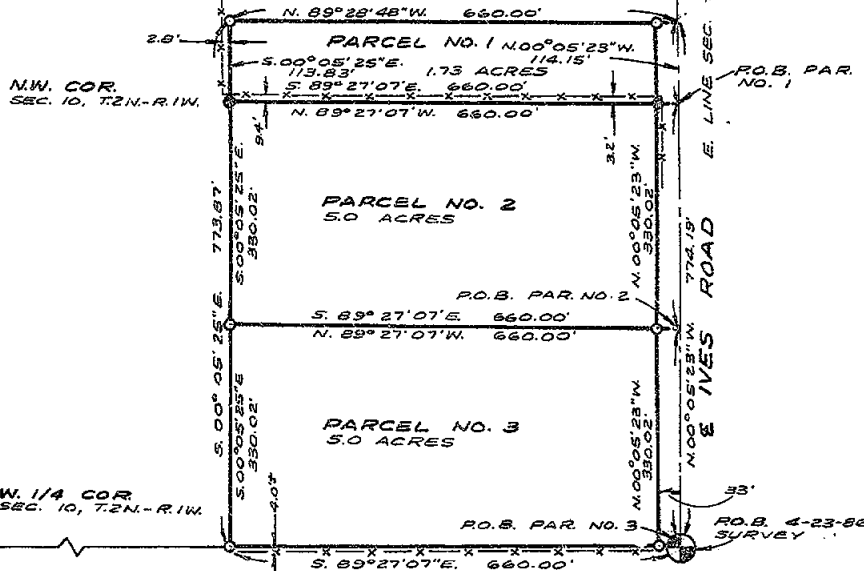 N. 89°28'48"W. 660.00'
2.8'
PARCEL NO. 1
N.00°05'23"W.
114.15'
S.00°05'25"E.
113.83'
1.73 ACRES
S. 89°27'07"E. 660.00'
N. 89°27'07"W. 660.00'
N.W. COR.
SEC. 10, T.2N.-R.1W.
P.O.B. PAR.
NO. 1
E. LINE SEC.
9.4'
3.2'
773.87'
S.00°05'25"E.
330.02'
PARCEL NO. 2
5.0 ACRES
N.00°05'23"W.
330.02'
774.19'
IVES ROAD
P.O.B. PAR. NO. 2
S. 89°27'07"E. 660.00'
N. 89°27'07"W. 660.00'
S. 00°05'25"E.
S.00°05'25"E
330.02'
PARCEL NO. 3
5.0 ACRES
N.00°05'23"W.
330.02'
N.00°05'23"W.
W. 1/4 COR.
SEC. 10, T.2N.-R.1W.
33'
P.O.B. PAR. NO. 3
P.O.B. 4-23-86
SURVEY
S. 89°27'07"E. 660.00'